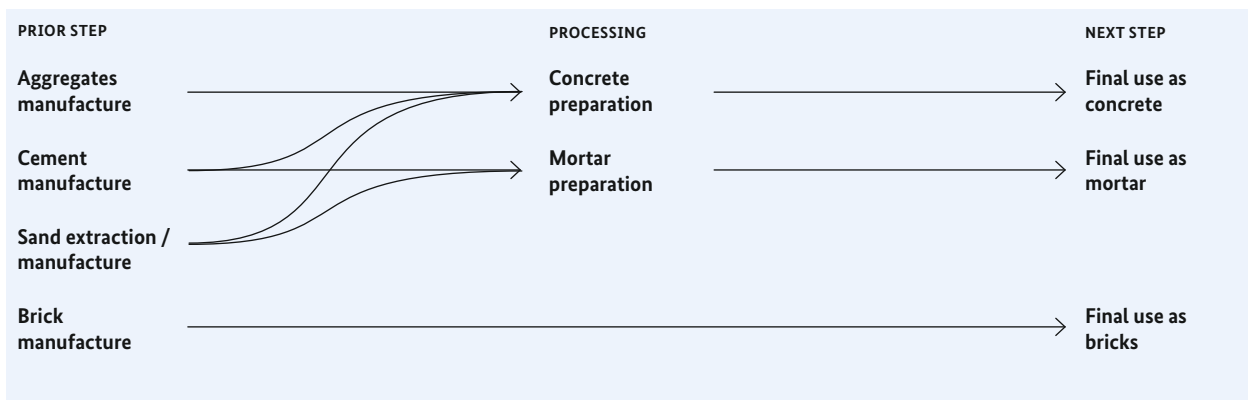 PRIOR STEP
PROCESSING
NEXT STEP
Aggregates
manufacture
Concrete
preparation
Final use as
concrete
Cement
manufacture
Mortar
preparation
Final use as
mortar
Sand extraction /
manufacture
Brick
manufacture
Final use as
bricks